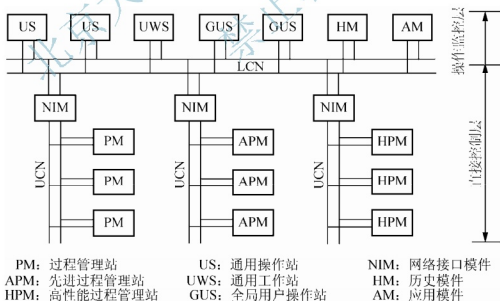 US US UWS GUS GUS HM AM
操作监控层
LCN
NIM NIM NIM
PM APM HPM
UCN UCN UCN
PM APM HPM
PM APM HPM
直接控制层
PM：过程管理站 US：通用操作站 NIM：网络接口模件
APM：先进过程管理站 UWS：通用工作站 HM：历史模件
HPM：高性能过程管理站 GUS：全局用户操作站 AM：应用模件
北京
禁止